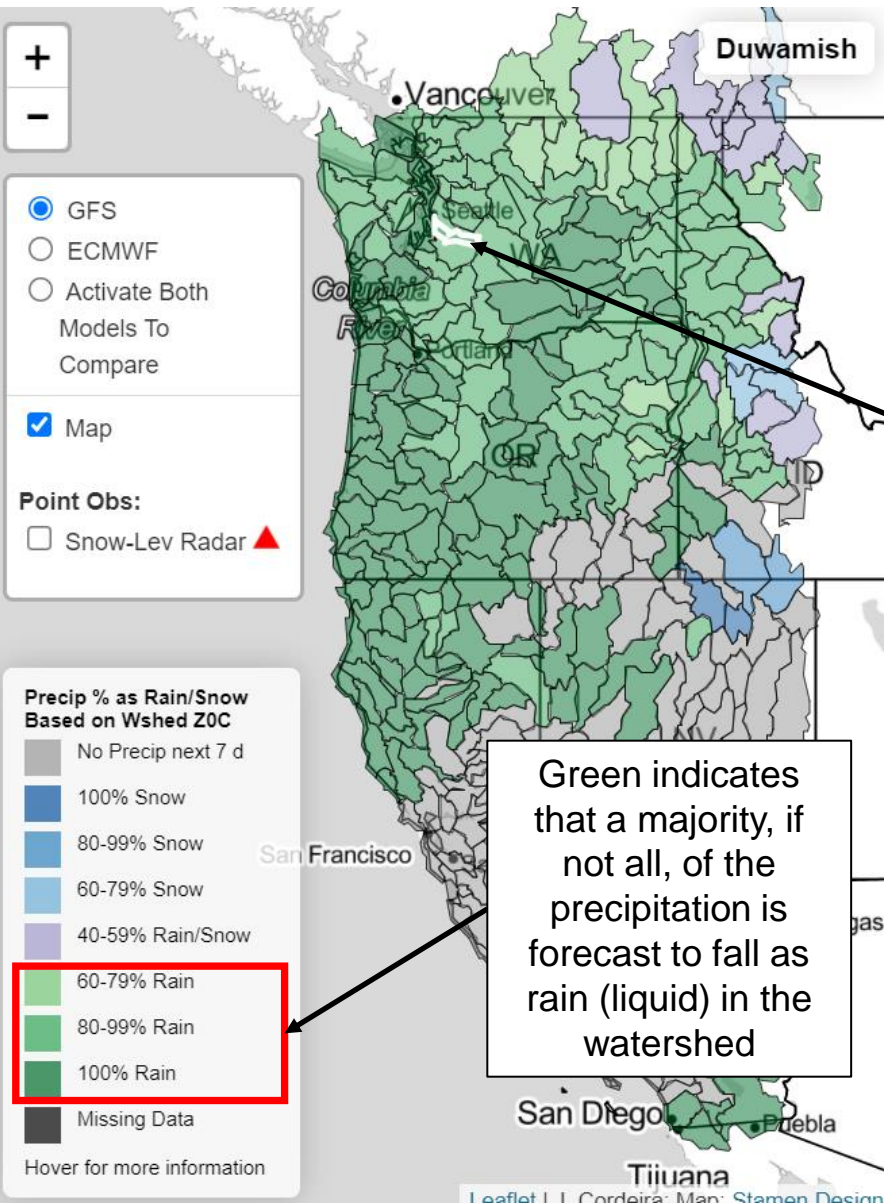 +
−
Duwamish
Vancouver
GFS
ECMWF
Activate Both
Models To
Compare
Map
Point Obs:
Snow-Lev Radar
Seattle
WA
Columbia
River
Portland
OR
ID
NV
San Francisco
gas
San Diego
Puebla
Tijuana
Precip % as Rain/Snow
Based on Wshed Z0C
No Precip next 7 d
100% Snow
80-99% Snow
60-79% Snow
40-59% Rain/Snow
60-79% Rain
80-99% Rain
100% Rain
Missing Data
Hover for more information
Green indicates
that a majority, if
not all, of the
precipitation is
forecast to fall as
rain (liquid) in the
watershed
Leaflet | J. Cordeira; Map: Stamen Design